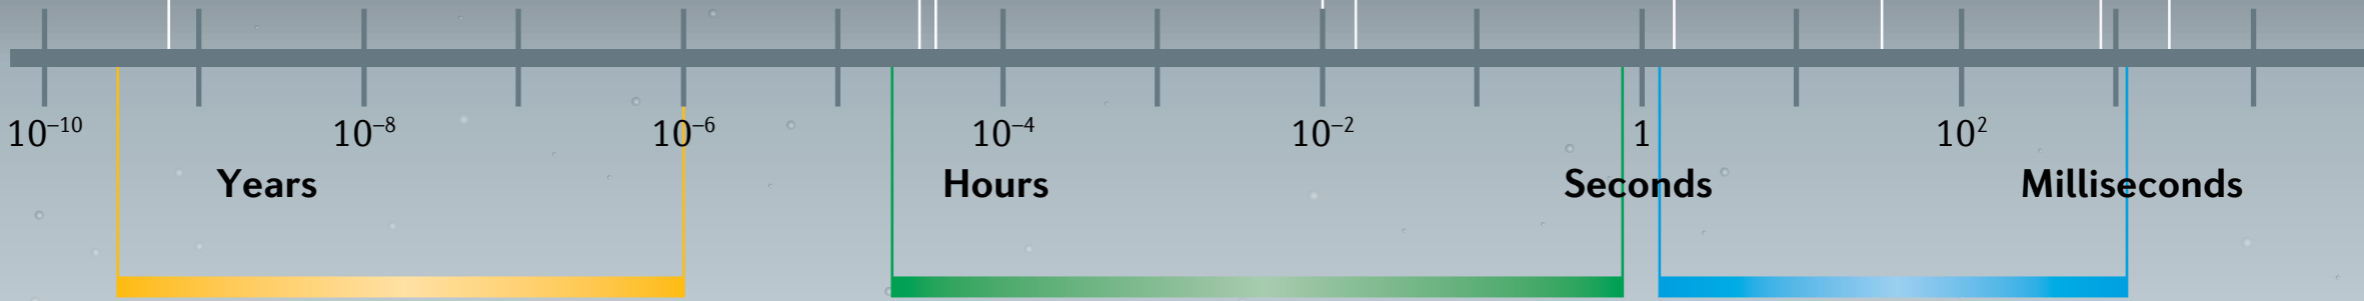 10⁻¹⁰ 10⁻⁸ 10⁻⁶ 10⁻⁴ 10⁻² 1 10²
Years Hours Seconds Milliseconds